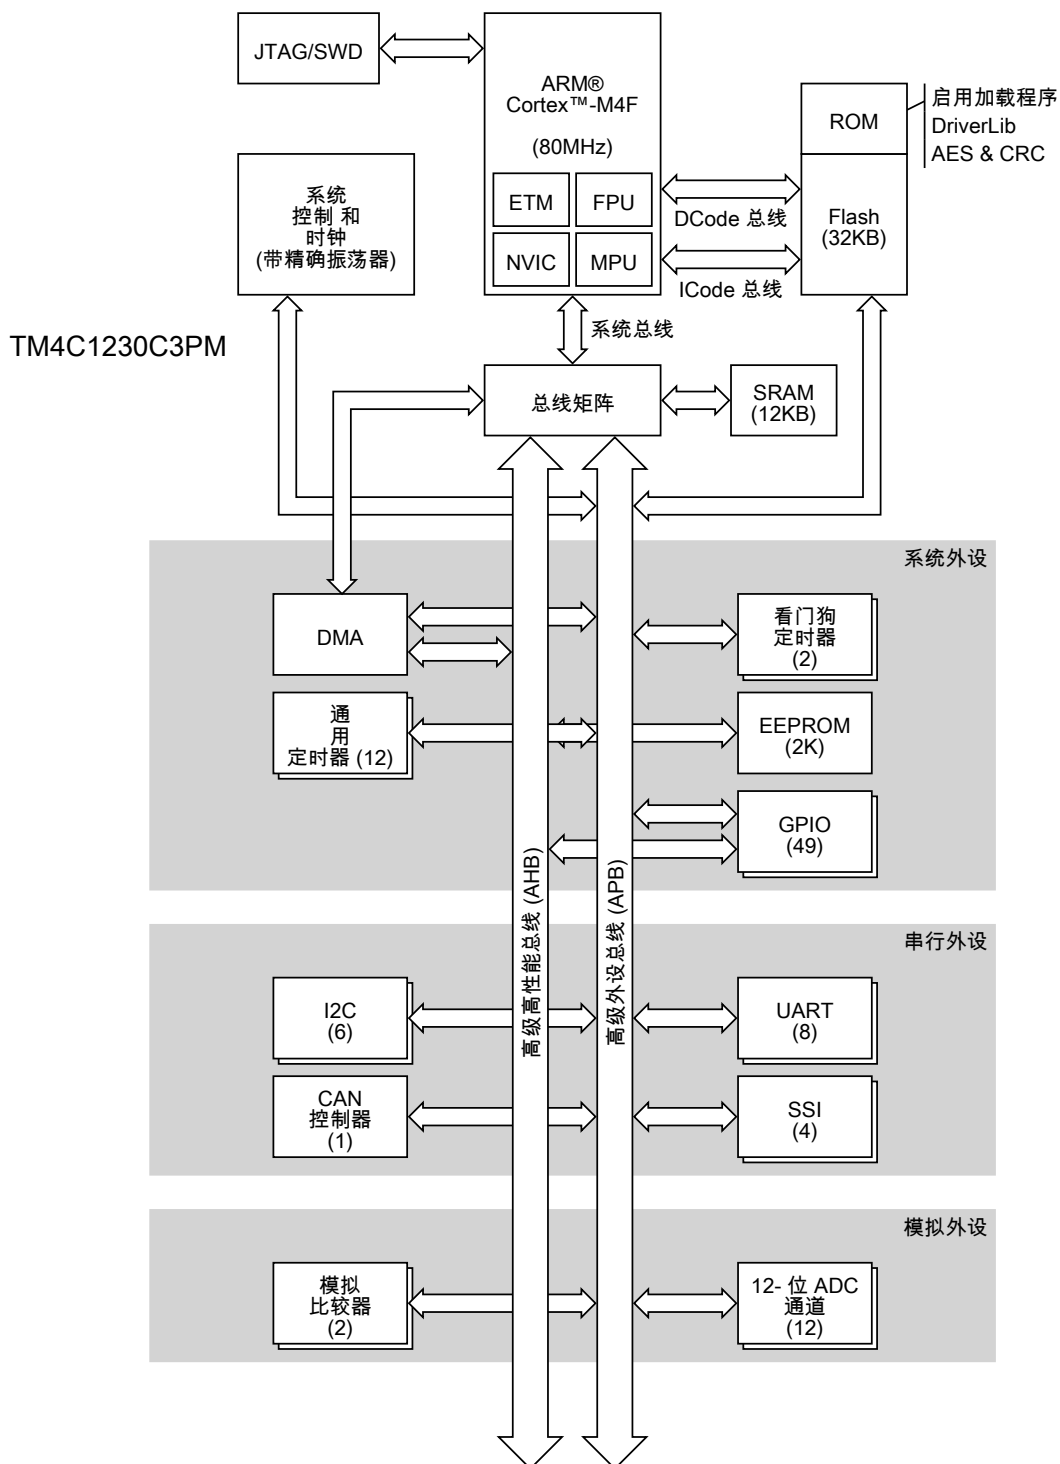 JTAG/SWD
ARM®
Cortex™-M4F
(80MHz)
ETM
FPU
NVIC
MPU
ROM
启用加载程序
DriverLib
AES & CRC
Flash
(32KB)
DCode 总线
ICode 总线
系统
控制 和
时钟
(带精确振荡器)
系统总线
TM4C1230C3PM
总线矩阵
SRAM
(12KB)
系统外设
DMA
看门狗
定时器
(2)
通
用
定时器 (12)
EEPROM
(2K)
GPIO
(49)
高级高性能总线 (AHB)
高级外设总线 (APB)
串行外设
I2C
(6)
UART
(8)
CAN
控制器
(1)
SSI
(4)
模拟外设
模拟
比较器
(2)
12- 位 ADC
通道
(12)